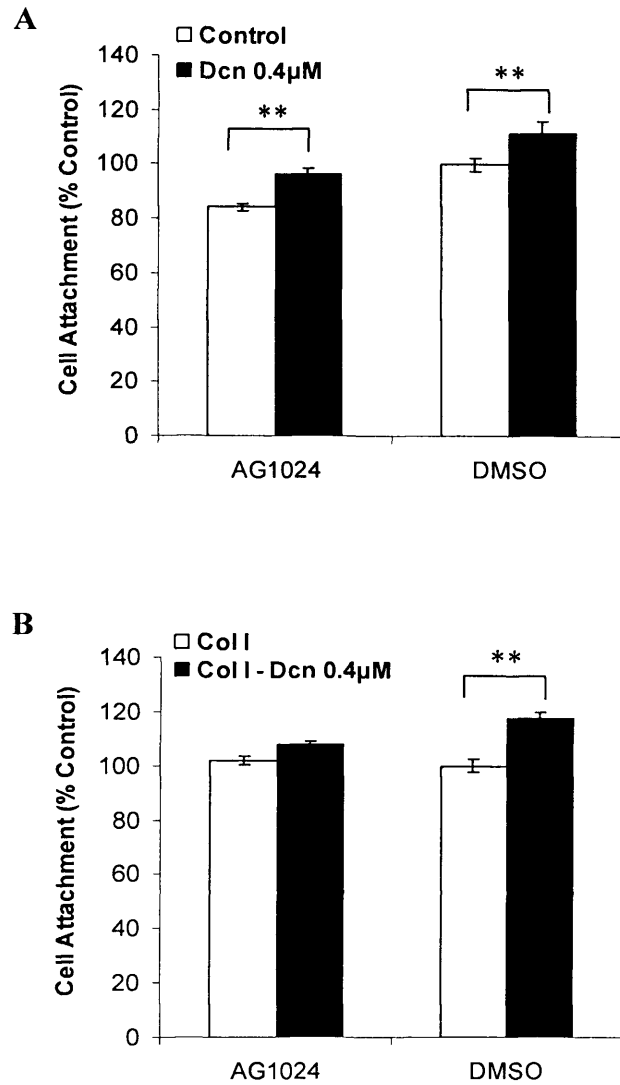 A
Control
Dcn 0.4µM
Cell Attachment (% Control)
140
120
100
80
60
40
20
0
**
**
AG1024
DMSO
B
Col I
Col I - Dcn 0.4µM
Cell Attachment (% Control)
140
120
100
80
60
40
20
0
**
AG1024
DMSO